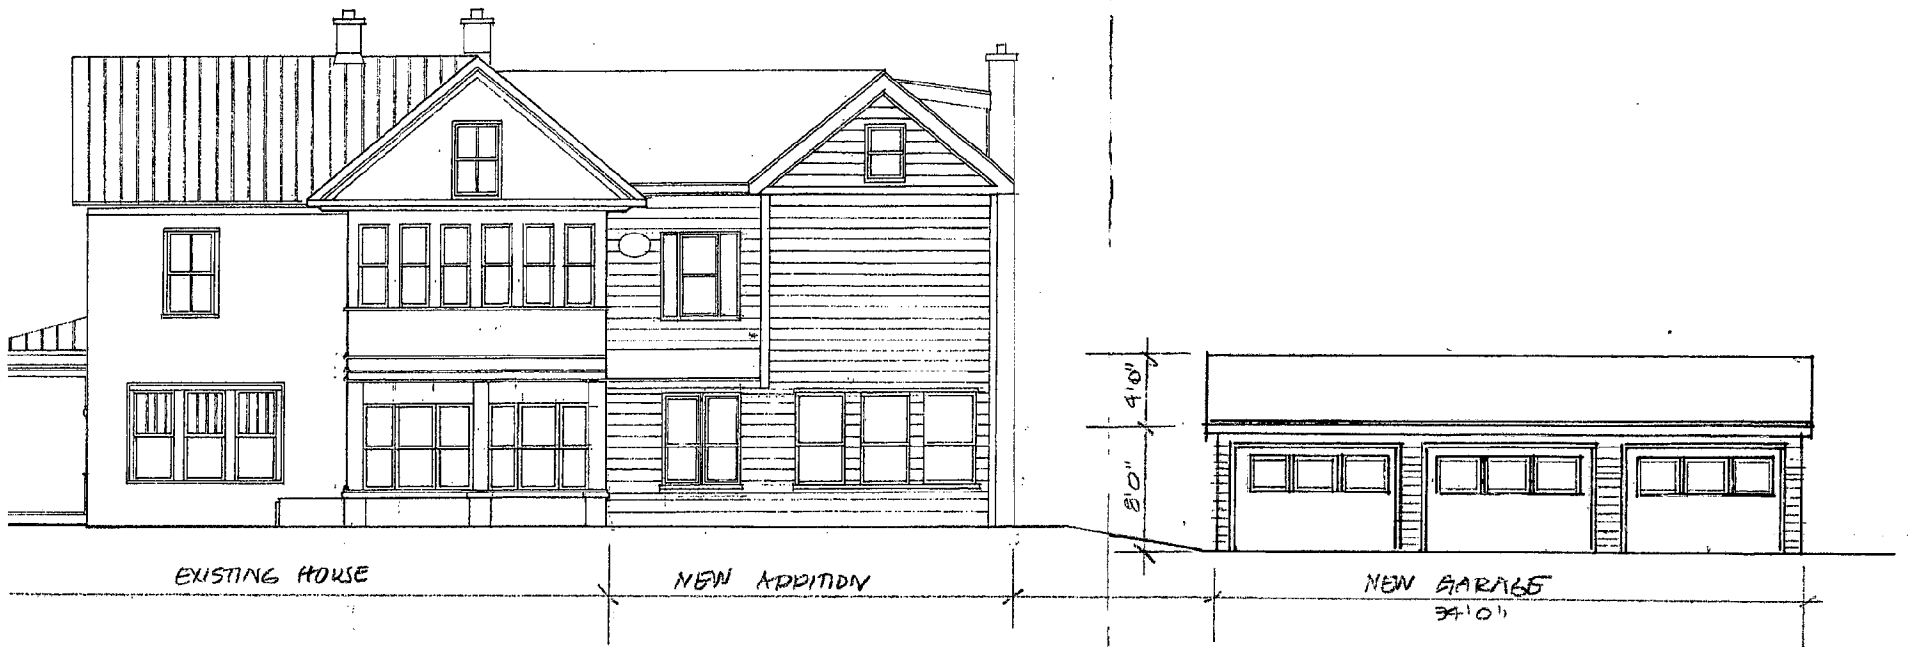 4'0"
8'0"
EXISTING HOUSE
NEW ADDITION
NEW GARAGE
34'0"